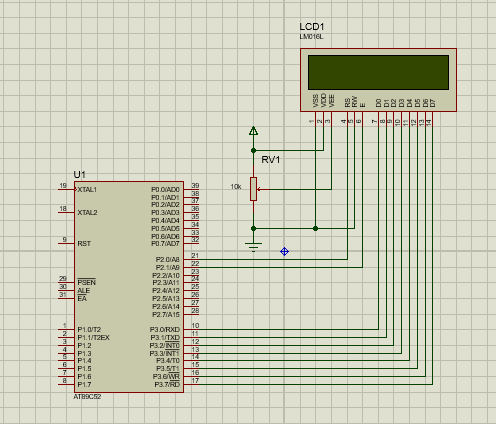 LCD1
LM016L
VSS VDD VEE RS RW E D0 D1 D2 D3 D4 D5 D6 D7
1 2 3 4 5 6 7 8 9 10 11 12 13 14
RV1
10k
U1
19 XTAL1 P0.0/AD0 39
P0.1/AD1 38
P0.2/AD2 37
18 XTAL2 P0.3/AD3 36
P0.4/AD4 35
P0.5/AD5 34
P0.6/AD6 33
9 RST P0.7/AD7 32
P2.0/A8 21
P2.1/A9 22
P2.2/A10 23
29 PSEN P2.3/A11 24
30 ALE P2.4/A12 25
31 EA P2.5/A13 26
P2.6/A14 27
P2.7/A15 28
1 P1.0/T2 P3.0/RXD 10
2 P1.1/T2EX P3.1/TXD 11
3 P1.2 P3.2/INT0 12
4 P1.3 P3.3/INT1 13
5 P1.4 P3.4/T0 14
6 P1.5 P3.5/T1 15
7 P1.6 P3.6/WR 16
8 P1.7 P3.7/RD 17
AT89C52